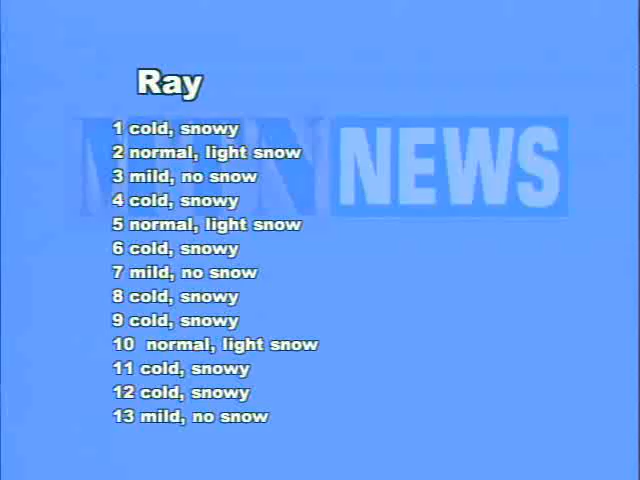 Ray
MTN NEWS
1 cold, snowy
2 normal, light snow
3 mild, no snow
4 cold, snowy
5 normal, light snow
6 cold, snowy
7 mild, no snow
8 cold, snowy
9 cold, snowy
10 normal, light snow
11 cold, snowy
12 cold, snowy
13 mild, no snow